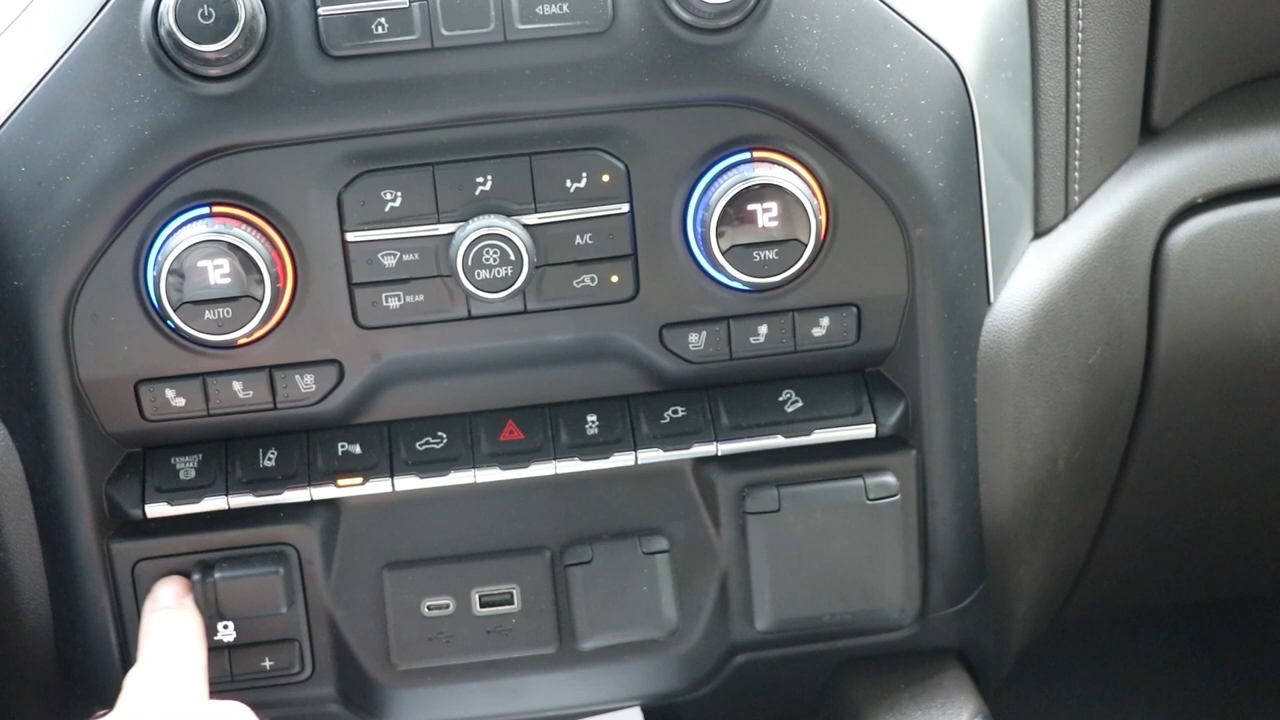 BACK
72
AUTO
MAX
REAR
ON/OFF
A/C
72
SYNC
EXHAUST
BRAKE
P
OFF
+